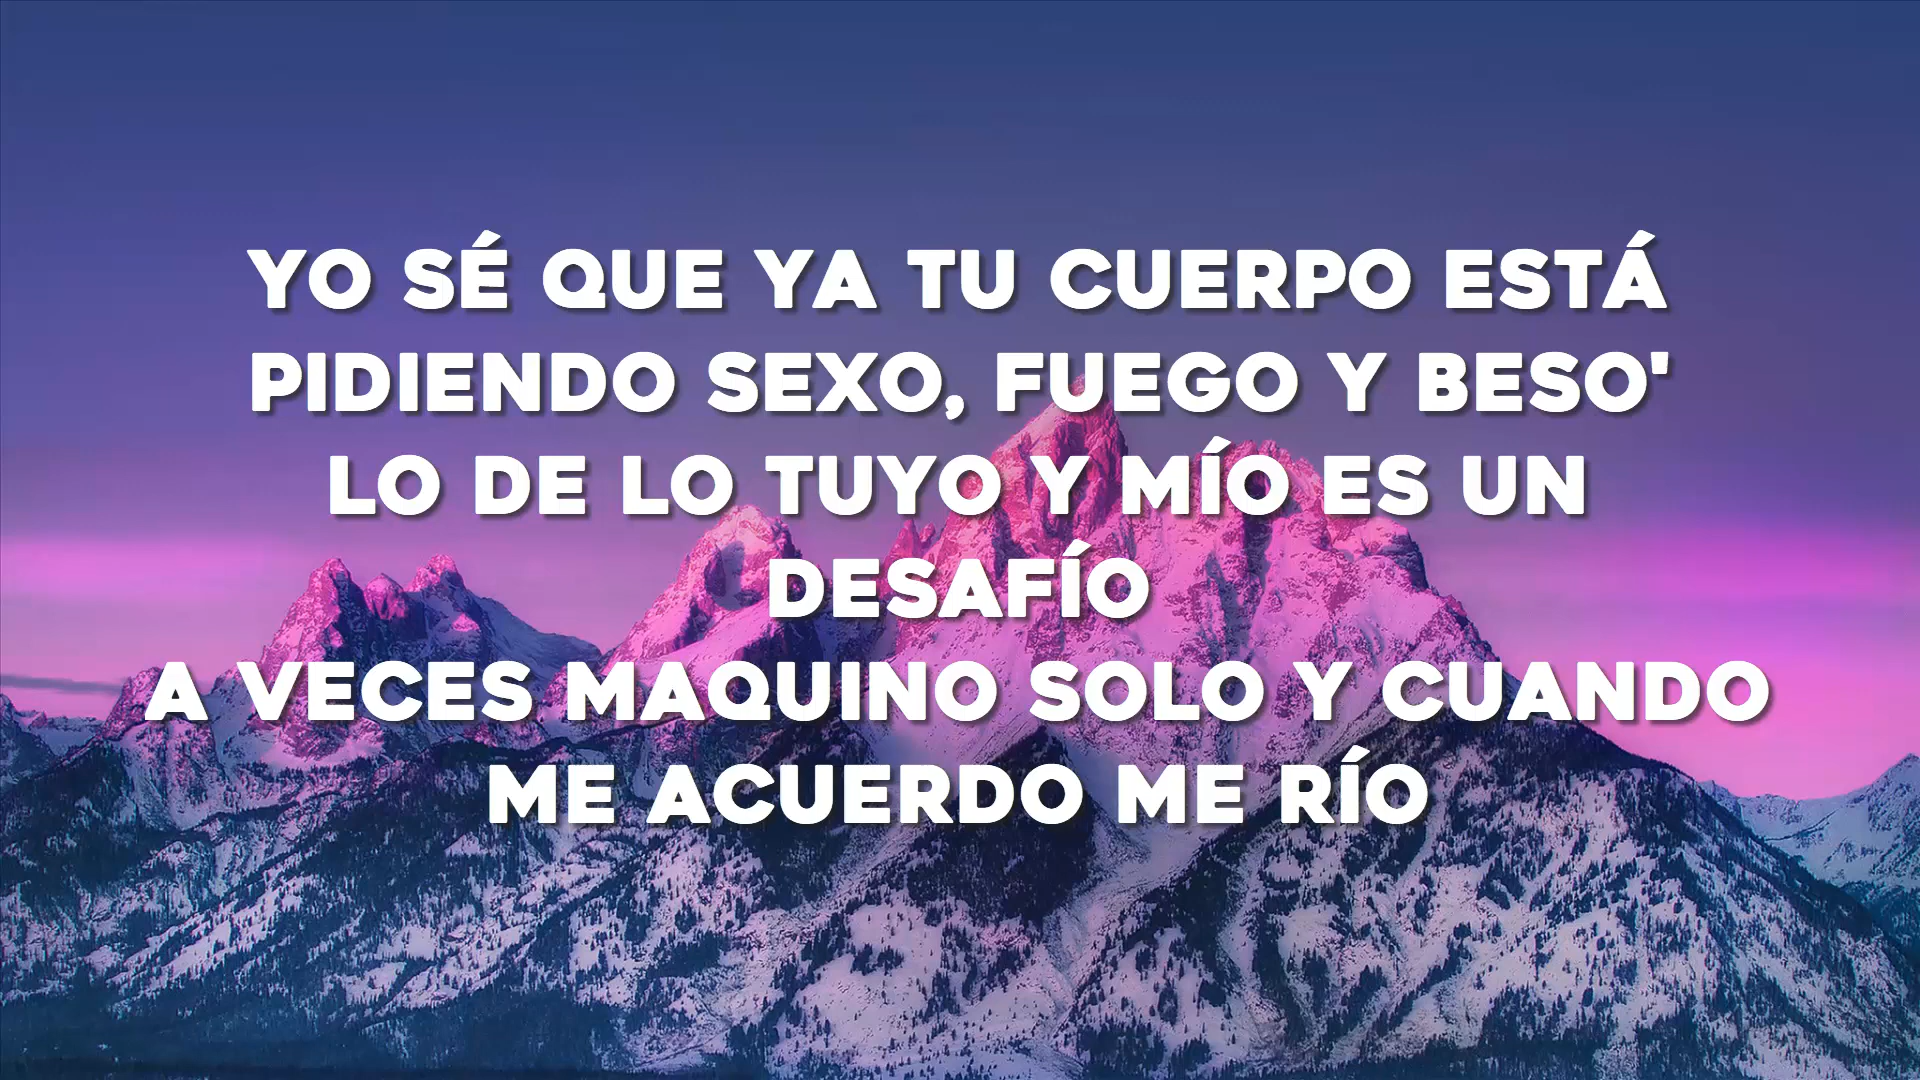 YO SÉ QUE YA TU CUERPO ESTÁ
PIDIENDO SEXO, FUEGO Y BESO'
LO DE LO TUYO Y MÍO ES UN
DESAFÍO
A VECES MAQUINO SOLO Y CUANDO
ME ACUERDO ME RÍO